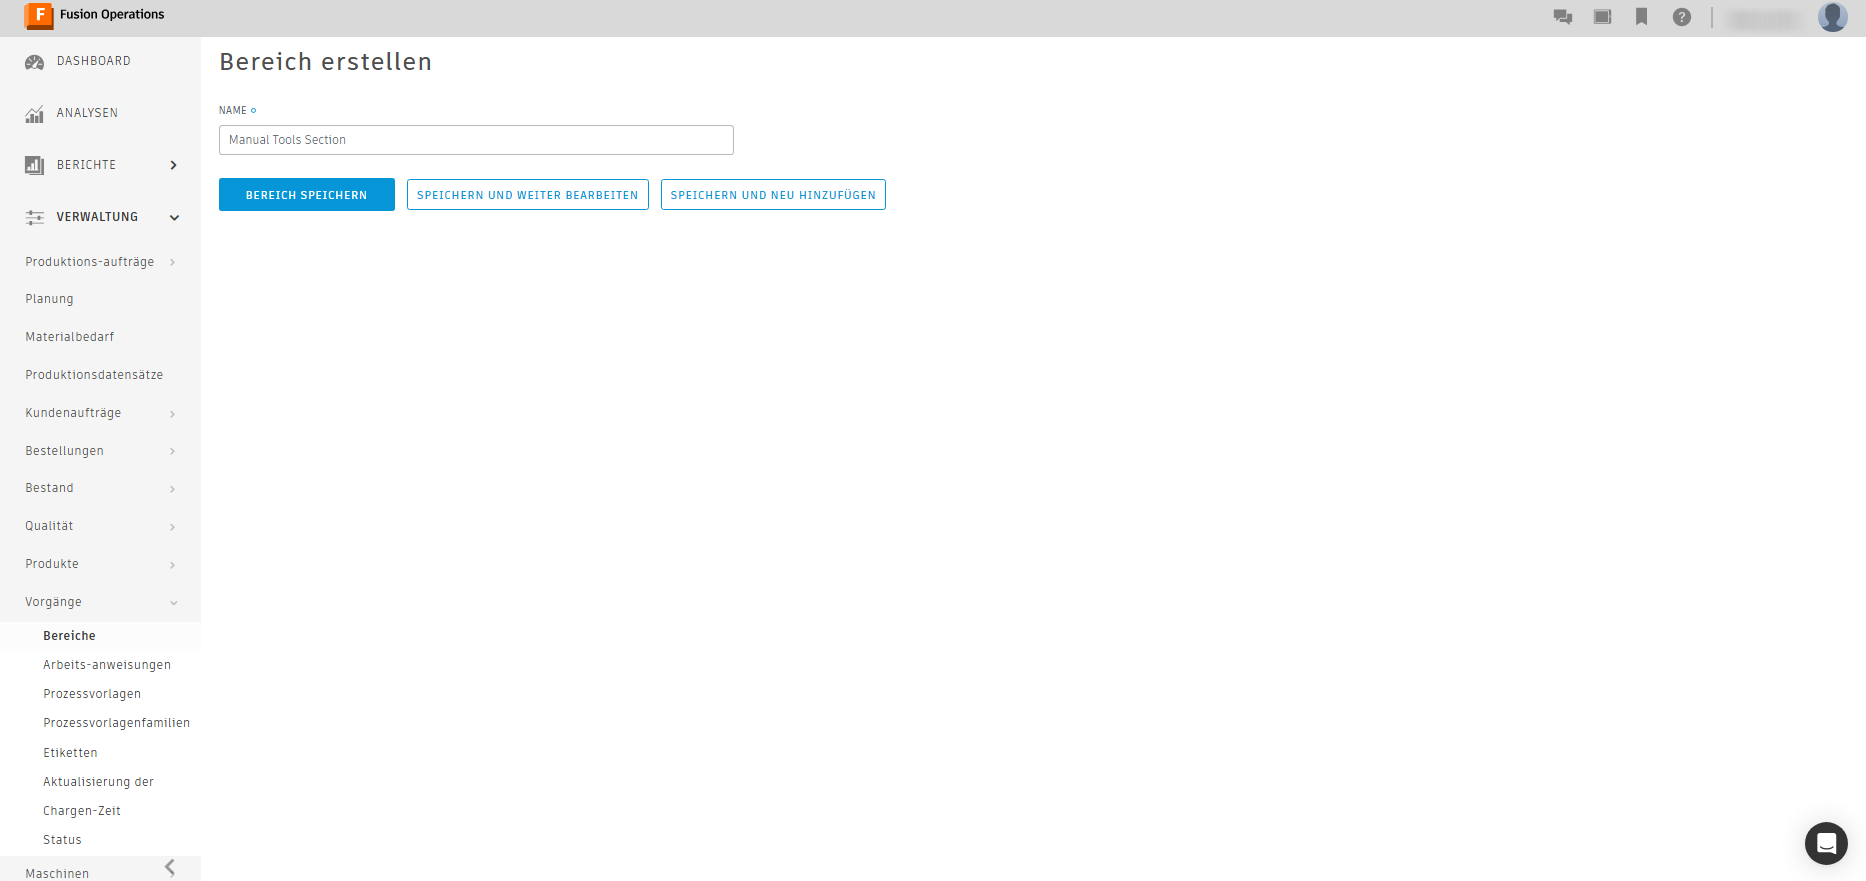 F Fusion Operations
?
DASHBOARD
ANALYSEN
BERICHTE
VERWALTUNG
Produktions-aufträge
Planung
Materialbedarf
Produktionsdatensätze
Kundenaufträge
Bestellungen
Bestand
Qualität
Produkte
Vorgänge
Bereiche
Arbeits-anweisungen
Prozessvorlagen
Prozessvorlagenfamilien
Etiketten
Aktualisierung der
Chargen-Zeit
Status
Maschinen
Bereich erstellen
NAME
Manual Tools Section
BEREICH SPEICHERN
SPEICHERN UND WEITER BEARBEITEN
SPEICHERN UND NEU HINZUFÜGEN